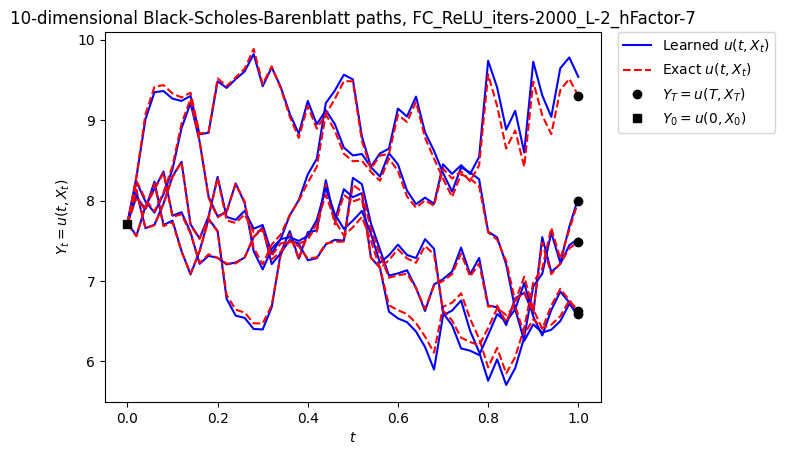 10-dimensional Black-Scholes-Barenblatt paths, FC_ReLU_iters-2000_L-2_hFactor-7
Learned u(t, X_t)
Exact u(t, X_t)
Y_T = u(T, X_T)
Y_0 = u(0, X_0)
Y_t = u(t, X_t)
10
9
8
7
6
0.0 0.2 0.4 0.6 0.8 1.0
t